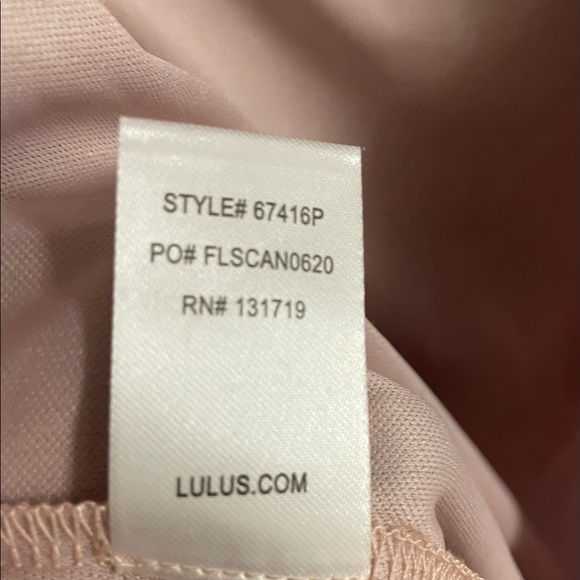 STYLE# 67416P
PO# FLSCAN0620
RN# 131719
LULUS.COM